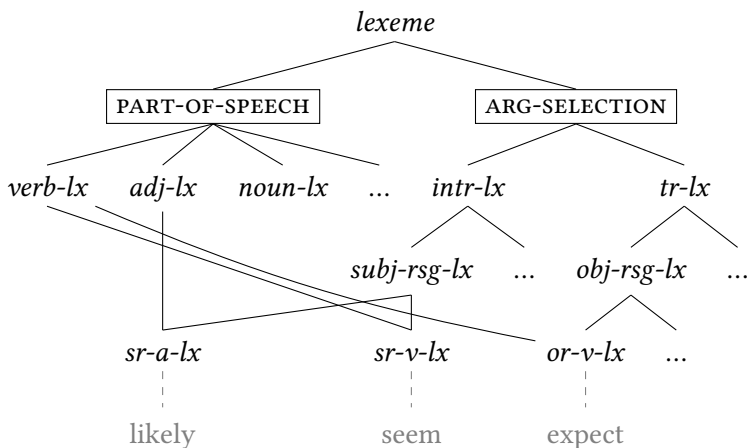 lexeme
PART-OF-SPEECH ARG-SELECTION
verb-lx adj-lx noun-lx ... intr-lx tr-lx
subj-rsg-lx ... obj-rsg-lx ...
sr-a-lx sr-v-lx or-v-lx ...
likely seem expect